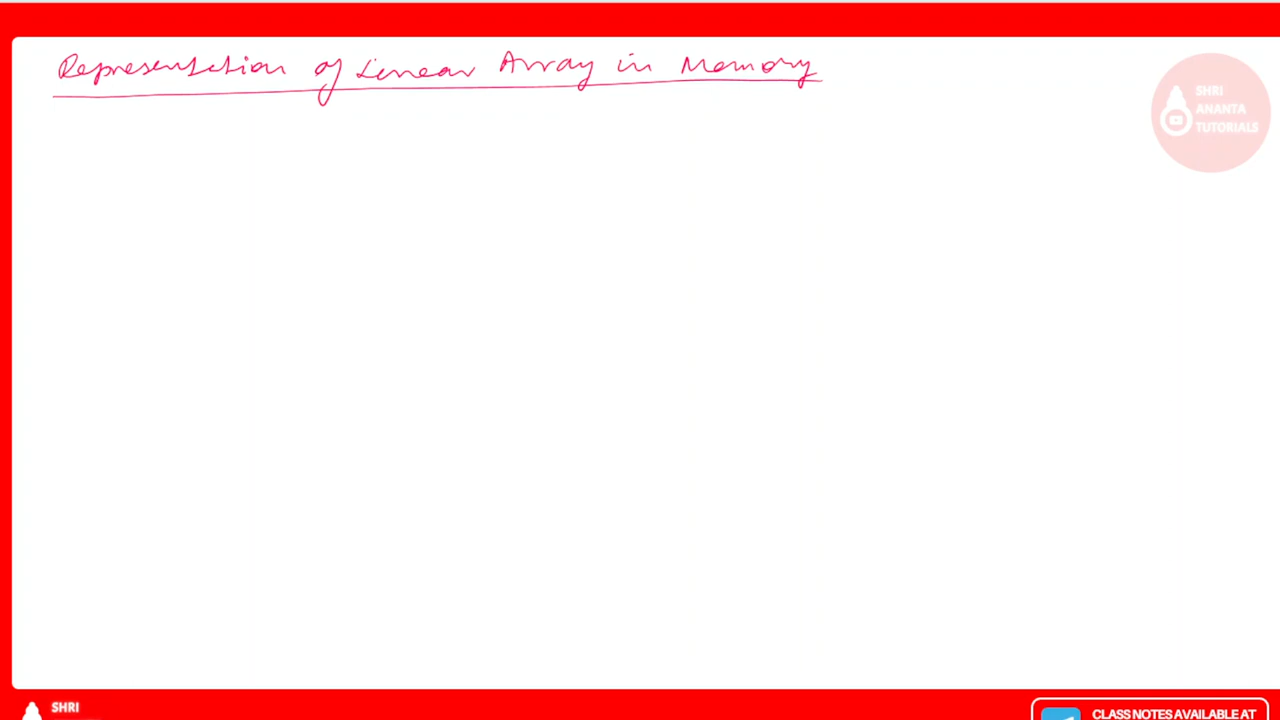 Representation of Linear Array in Memory
SHRI
ANANTA
TUTORIALS
SHRI
CLASS NOTES AVAILABLE AT